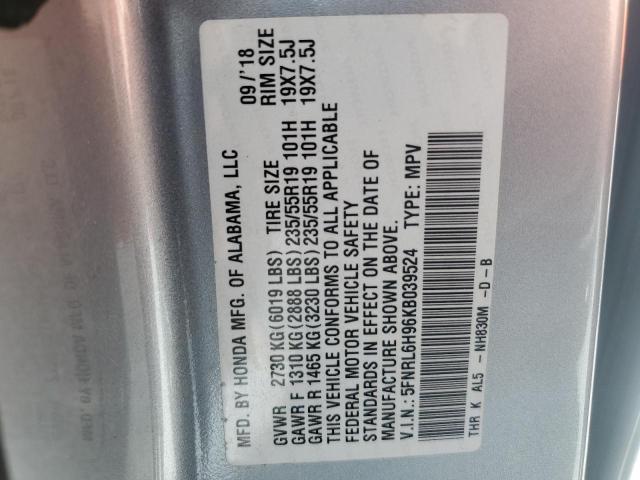 MFD. BY HONDA MFG. OF ALABAMA, LLC 09/'18
GVWR 2730 KG(6019 LBS) TIRE SIZE RIM SIZE
GAWR F 1310 KG(2888 LBS)235/55R19 101H 19X7.5J
GAWR R 1465 KG(3230 LBS)235/55R19 101H 19X7.5J
THIS VEHICLE CONFORMS TO ALL APPLICABLE
FEDERAL MOTOR VEHICLE SAFETY
STANDARDS IN EFFECT ON THE DATE OF
MANUFACTURE SHOWN ABOVE.
V.I.N.: 5FNRL6H96KB039524 TYPE: MPV
THR K AL5 - NH830M -D-B